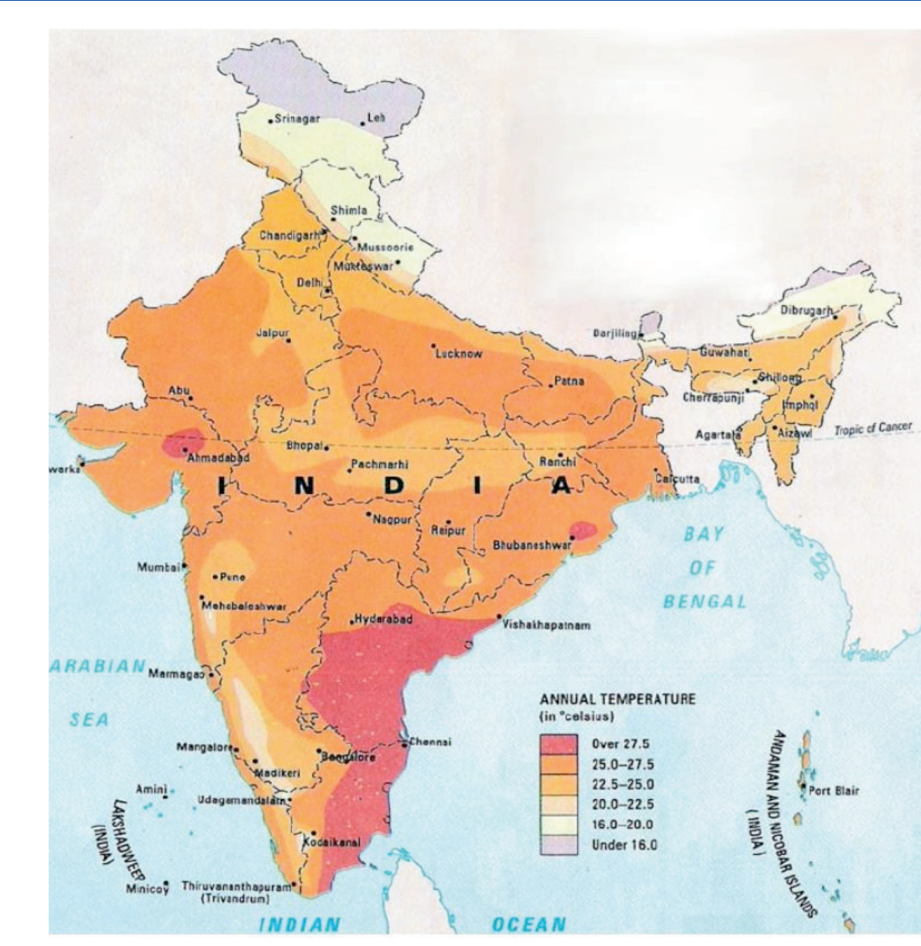 Srinagar
Leh
Shimla
Chandigarh
Mussoorie
Mukteswar
Delhi
Dibrugarh
Jaipur
Darjiling
Lucknow
Guwahat
Shillong
Patna
Abu
Cherrapunji
Imphal
Agartala
Aizawl
Tropic of Cancer
Bhopal
Ahmadabad
Pachmarhi
Ranchi
warka
Calcutta
I N D I A
Nagpur
Raipur
Bhubaneshwar
BAY
OF
BENGAL
Mumbai
Pune
Mahabaleshwar
Hyderabad
Vishakhapatnam
ARABIAN
SEA
Marmagao
ANNUAL TEMPERATURE
(in °celsius)
Over 27.5
25.0–27.5
22.5–25.0
20.0–22.5
16.0–20.0
Under 16.0
Mangalore
Chennai
Bangalore
Madikeri
Amini
Udagamandalam
LAKSHADWEEP
(INDIA)
Kodaikanal
Minicoy
Thiruvananthapuram
(Trivandrum)
ANDANAN AND NICOBAR ISLANDS
(INDIA)
Port Blair
INDIAN OCEAN